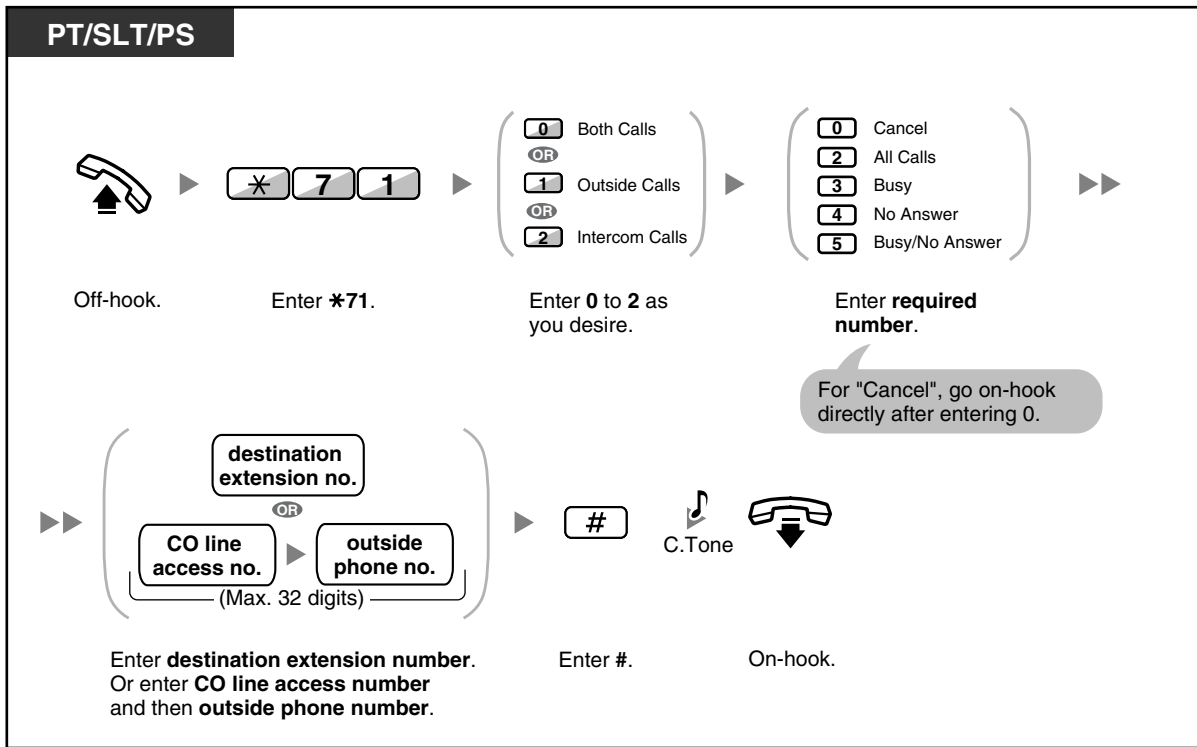 PT/SLT/PS
0 Both Calls
OR
1 Outside Calls
OR
2 Intercom Calls
0 Cancel
2 All Calls
3 Busy
4 No Answer
5 Busy/No Answer
* 7 1
Off-hook.
Enter *71.
Enter 0 to 2 as
you desire.
Enter required
number.
For "Cancel", go on-hook
directly after entering 0.
destination
extension no.
OR
CO line
access no.
outside
phone no.
(Max. 32 digits)
#
C.Tone
Enter destination extension number.
Or enter CO line access number
and then outside phone number.
Enter #.
On-hook.